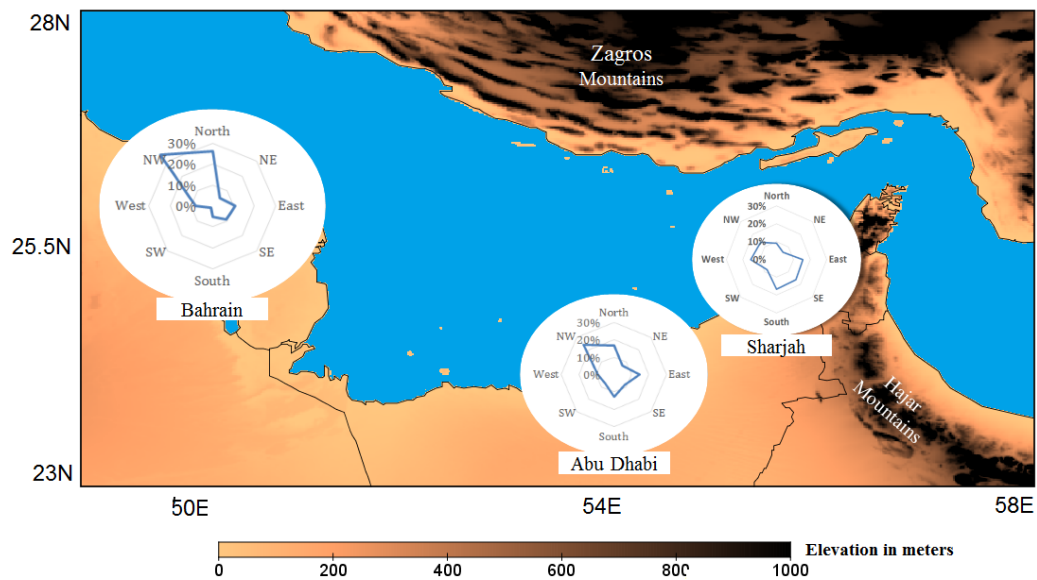 28N
25.5N
23N
50E
54E
58E
Zagros
Mountains
North
30%
NW
NE
20%
10%
West
0%
East
SW
SE
South
Bahrain
North
30%
NW
NE
20%
10%
West
0%
East
SW
SE
South
Sharjah
North
30%
NW
NE
20%
10%
West
0%
East
SW
SE
South
Abu Dhabi
Hajar
Mountains
0
200
400
600
800
1000
Elevation in meters